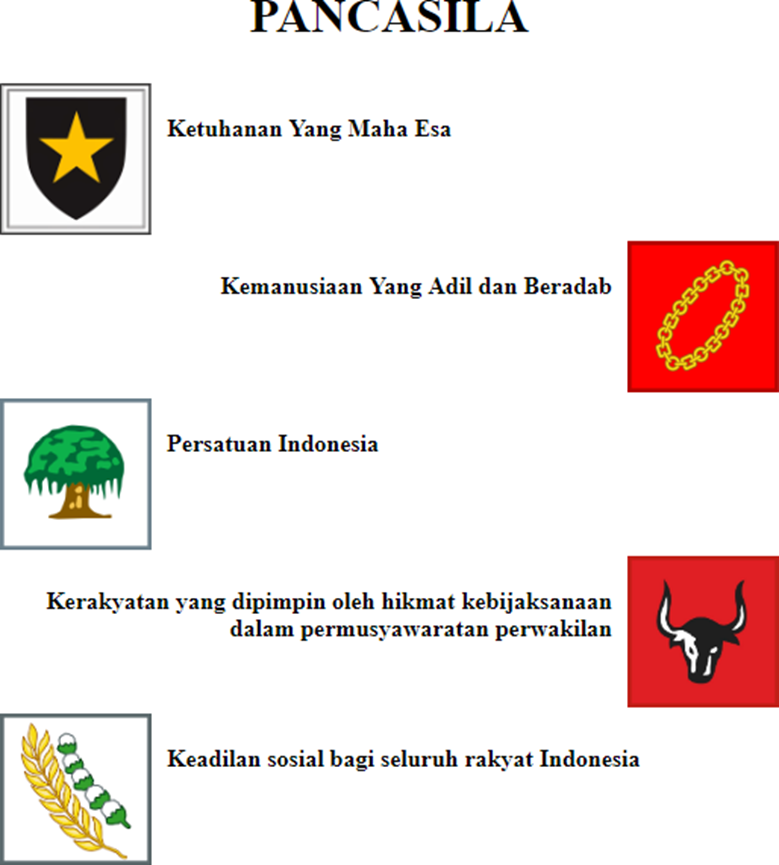 PANCASILA
Ketuhanan Yang Maha Esa
Kemanusiaan Yang Adil dan Beradab
Persatuan Indonesia
Kerakyatan yang dipimpin oleh hikmat kebijaksanaan
dalam permusyawaratan perwakilan
Keadilan sosial bagi seluruh rakyat Indonesia